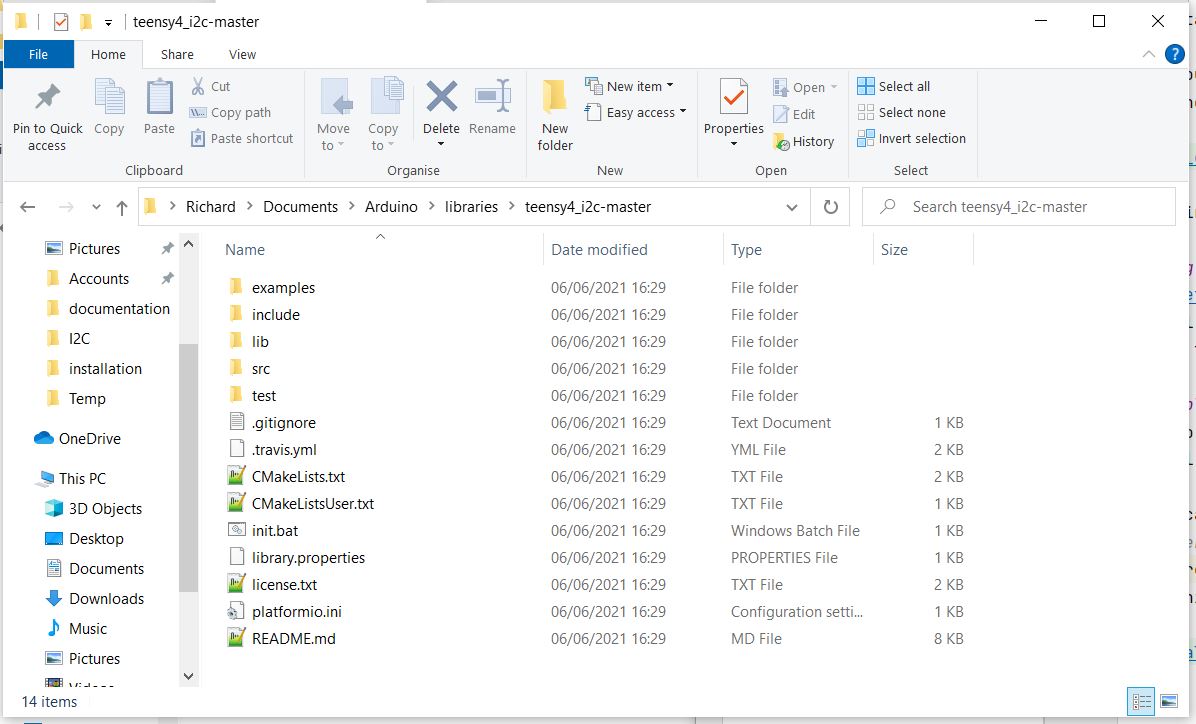 teensy4_i2c-master
File Home Share View
Pin to Quick access
Copy
Paste
Cut
Copy path
Paste shortcut
Clipboard
Move to
Copy to
Delete
Rename
Organise
New folder
New item
Easy access
New
Properties
Open
Edit
History
Open
Select all
Select none
Invert selection
Select
Richard Documents Arduino libraries teensy4_i2c-master
Search teensy4_i2c-master
Pictures
Accounts
documentation
I2C
installation
Temp
OneDrive
This PC
3D Objects
Desktop
Documents
Downloads
Music
Pictures
Videos
Name Date modified Type Size
examples 06/06/2021 16:29 File folder
include 06/06/2021 16:29 File folder
lib 06/06/2021 16:29 File folder
src 06/06/2021 16:29 File folder
test 06/06/2021 16:29 File folder
.gitignore 06/06/2021 16:29 Text Document 1 KB
.travis.yml 06/06/2021 16:29 YML File 2 KB
CMakeLists.txt 06/06/2021 16:29 TXT File 2 KB
CMakeListsUser.txt 06/06/2021 16:29 TXT File 1 KB
init.bat 06/06/2021 16:29 Windows Batch File 1 KB
library.properties 06/06/2021 16:29 PROPERTIES File 1 KB
license.txt 06/06/2021 16:29 TXT File 2 KB
platformio.ini 06/06/2021 16:29 Configuration setti... 1 KB
README.md 06/06/2021 16:29 MD File 8 KB
14 items